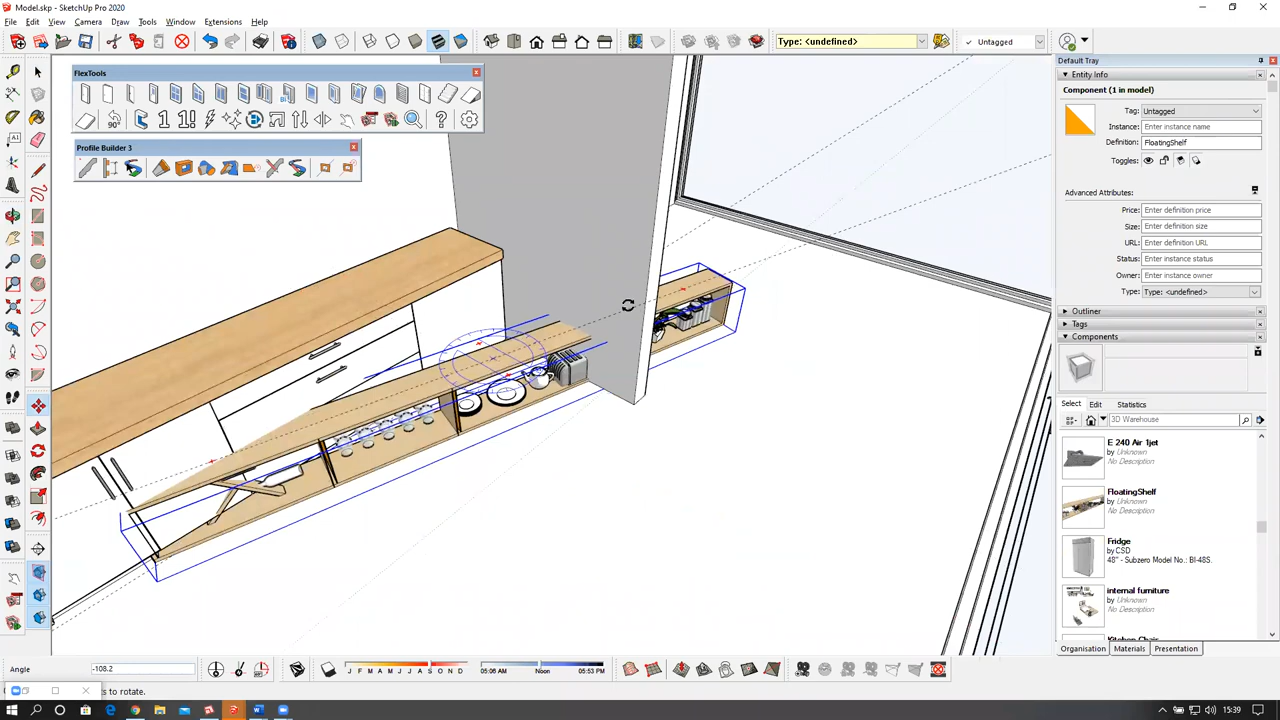 Model.skp - SketchUp Pro 2020
File Edit View Camera Draw Tools Window Extensions Help
Type: <undefined>
Untagged
FlexTools
90° 1 1! ?
Profile Builder 3
Default Tray
Entity Info
Component (1 in model)
Tag: Untagged
Instance: Enter instance name
Definition: FloatingShelf
Toggles:
Advanced Attributes:
Price: Enter definition price
Size: Enter definition size
URL: Enter definition URL
Status: Enter instance status
Owner: Enter instance owner
Type: Type: <undefined>
Outliner
Tags
Components
Select Edit Statistics
3D Warehouse
E 240 Air 1jet
by Unknown
No Description
FloatingShelf
by Unknown
No Description
Fridge
by CSD
48" - Subzero Model No.: BI-48S.
internal furniture
by Unknown
No Description
Organisation Materials Presentation
Angle -108.2
J F M A M J J A S O N D
05:06 AM Noon 05:53 PM
s to rotate.
15:39